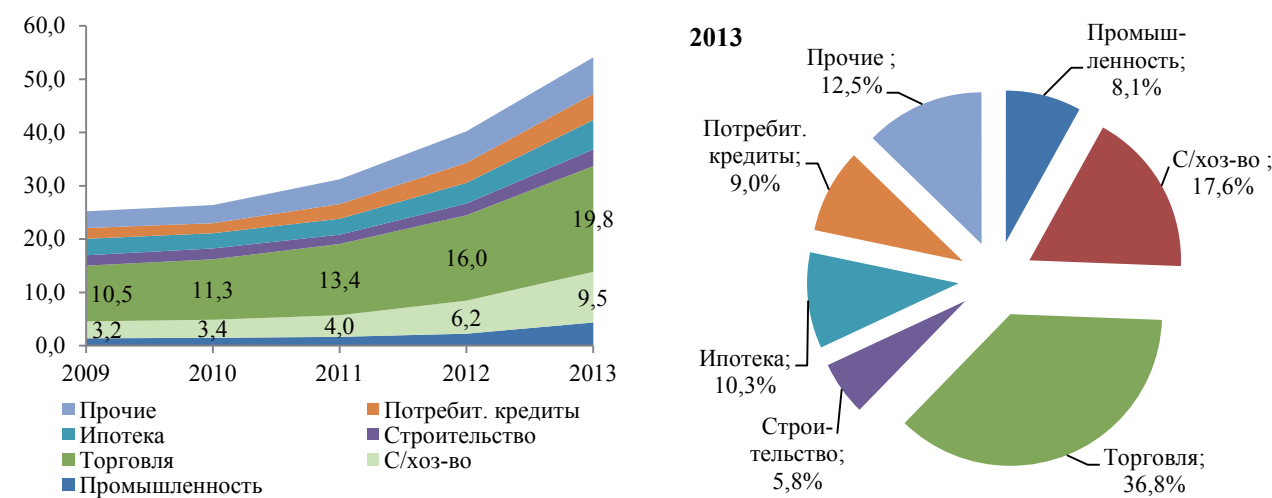 60,0
50,0
40,0
30,0
20,0
10,0
0,0
10,5
11,3
13,4
16,0
19,8
3,2
3,4
4,0
6,2
9,5
2009
2010
2011
2012
2013
Прочие
Потребит. кредиты
Ипотека
Строительство
Торговля
С/хоз-во
Промышленность
2013
Промыш-
ленность;
8,1%
С/хоз-во ;
17,6%
Торговля;
36,8%
Строи-
тельство;
5,8%
Ипотека;
10,3%
Потребит.
кредиты;
9,0%
Прочие ;
12,5%